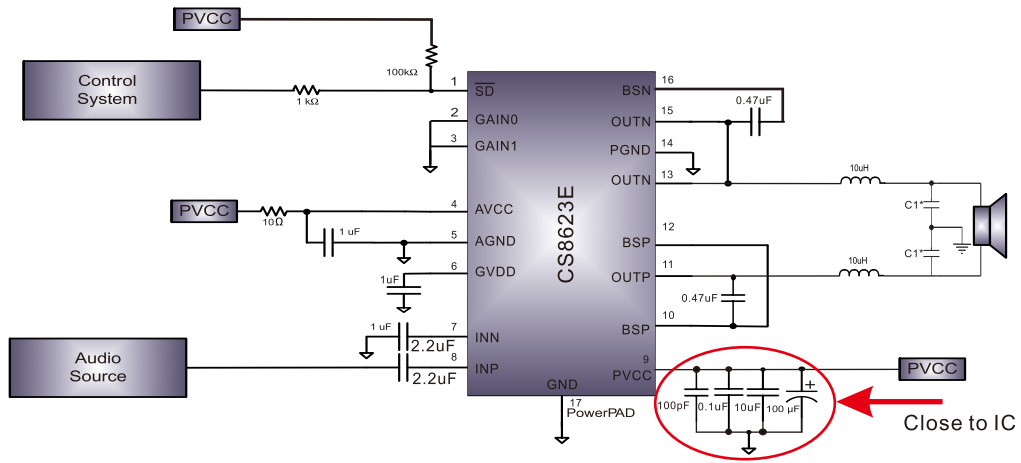 PVCC
Control
System
100kΩ
1 kΩ
1
2
3
4
5
6
7
8
SD
GAIN0
GAIN1
AVCC
AGND
GVDD
INN
INP
PVCC
10Ω
1 uF
1uF
1 uF
2.2uF
2.2uF
Audio
Source
CS8623E
GND
17
PowerPAD
BSN
OUTN
PGND
OUTN
BSP
OUTP
BSP
PVCC
16
15
14
13
12
11
10
9
0.47uF
0.47uF
10uH
10uH
C1*
C1*
PVCC
100pF
0.1uF
10uF
100 µF
+
Close to IC